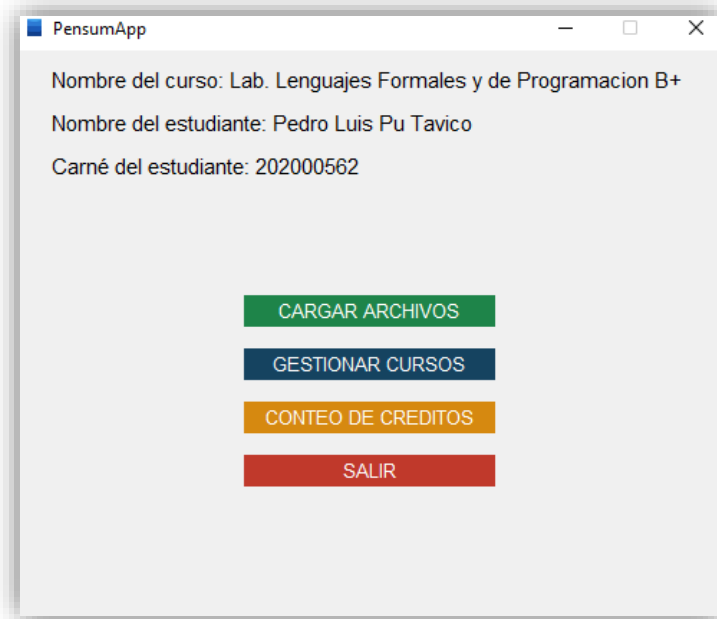 PensumApp
Nombre del curso: Lab. Lenguajes Formales y de Programacion B+
Nombre del estudiante: Pedro Luis Pu Tavico
Carné del estudiante: 202000562
CARGAR ARCHIVOS
GESTIONAR CURSOS
CONTEO DE CREDITOS
SALIR